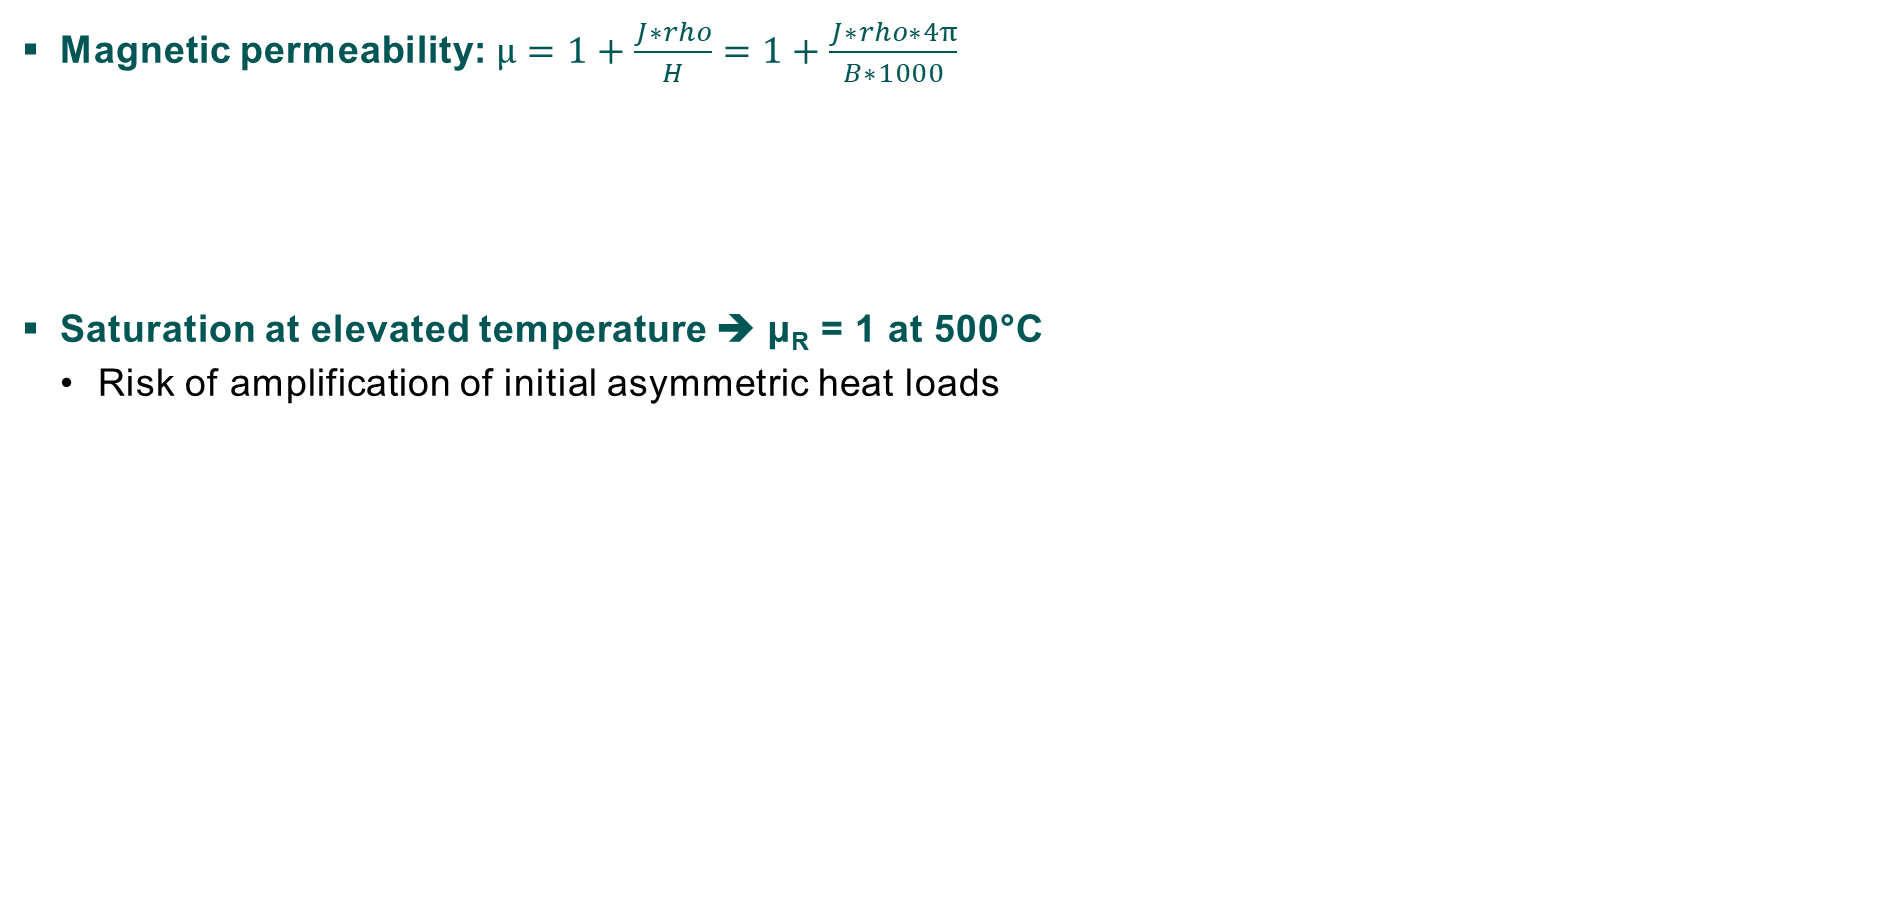 ▪ Magnetic permeability: μ = 1 + J∗rho/H = 1 + J∗rho∗4π/B∗1000
▪ Saturation at elevated temperature ➔ μR = 1 at 500°C
• Risk of amplification of initial asymmetric heat loads